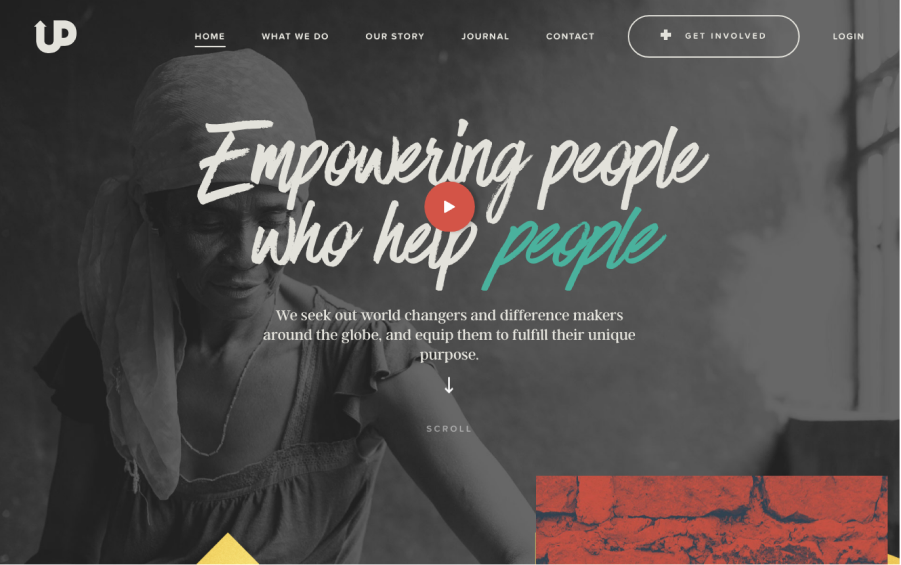 UP
HOME
WHAT WE DO
OUR STORY
JOURNAL
CONTACT
GET INVOLVED
LOGIN
Empowering people
who help people
We seek out world changers and difference makers
around the globe, and equip them to fulfill their unique
purpose.
SCROLL